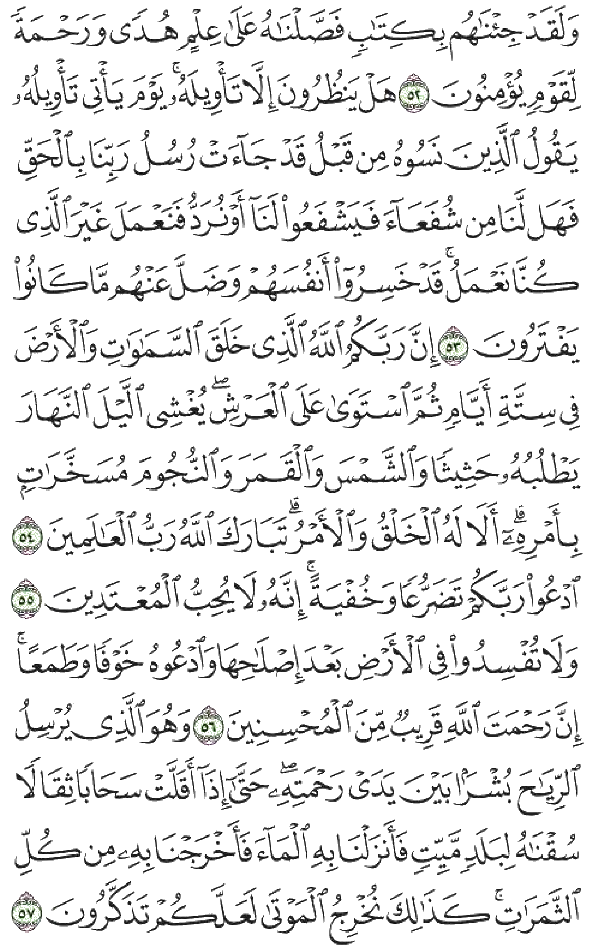 وَلَقَدْ جِئْنَٰهُم بِكِتَٰبٍ فَصَّلْنَٰهُ عَلَىٰ عِلْمٍ هُدًى وَرَحْمَةً
لِّقَوْمٍ يُؤْمِنُونَ ٥٢ هَلْ يَنظُرُونَ إِلَّا تَأْوِيلَهُۥ ۚ يَوْمَ يَأْتِى تَأْوِيلُهُۥ
يَقُولُ ٱلَّذِينَ نَسُوهُ مِن قَبْلُ قَدْ جَآءَتْ رُسُلُ رَبِّنَا بِٱلْحَقِّ
فَهَل لَّنَا مِن شُفَعَآءَ فَيَشْفَعُوا۟ لَنَآ أَوْ نُرَدُّ فَنَعْمَلَ غَيْرَ ٱلَّذِى
كُنَّا نَعْمَلُ ۚ قَدْ خَسِرُوٓا۟ أَنفُسَهُمْ وَضَلَّ عَنْهُم مَّا كَانُوا۟
يَفْتَرُونَ ٥٣ إِنَّ رَبَّكُمُ ٱللَّهُ ٱلَّذِى خَلَقَ ٱلسَّمَٰوَٰتِ وَٱلْأَرْضَ
فِى سِتَّةِ أَيَّامٍ ثُمَّ ٱسْتَوَىٰ عَلَى ٱلْعَرْشِ ۖ يُغْشِى ٱلَّيْلَ ٱلنَّهَارَ
يَطْلُبُهُۥ حَثِيثًا وَٱلشَّمْسَ وَٱلْقَمَرَ وَٱلنُّجُومَ مُسَخَّرَٰتٍۭ
بِأَمْرِهِۦٓ ۗ أَلَا لَهُ ٱلْخَلْقُ وَٱلْأَمْرُ ۗ تَبَارَكَ ٱللَّهُ رَبُّ ٱلْعَٰلَمِينَ ٥٤
ٱدْعُوا۟ رَبَّكُمْ تَضَرُّعًا وَخُفْيَةً ۚ إِنَّهُۥ لَا يُحِبُّ ٱلْمُعْتَدِينَ ٥٥
وَلَا تُفْسِدُوا۟ فِى ٱلْأَرْضِ بَعْدَ إِصْلَٰحِهَا وَٱدْعُوهُ خَوْفًا وَطَمَعًا ۚ
إِنَّ رَحْمَتَ ٱللَّهِ قَرِيبٌ مِّنَ ٱلْمُحْسِنِينَ ٥٦ وَهُوَ ٱلَّذِى يُرْسِلُ
ٱلرِّيَٰحَ بُشْرًۢا بَيْنَ يَدَىْ رَحْمَتِهِۦ ۖ حَتَّىٰٓ إِذَآ أَقَلَّتْ سَحَابًا ثِقَالًا
سُقْنَٰهُ لِبَلَدٍ مَّيِّتٍ فَأَنزَلْنَا بِهِ ٱلْمَآءَ فَأَخْرَجْنَا بِهِۦ مِن كُلِّ
ٱلثَّمَرَٰتِ ۚ كَذَٰلِكَ نُخْرِجُ ٱلْمَوْتَىٰ لَعَلَّكُمْ تَذَكَّرُونَ ٥٧